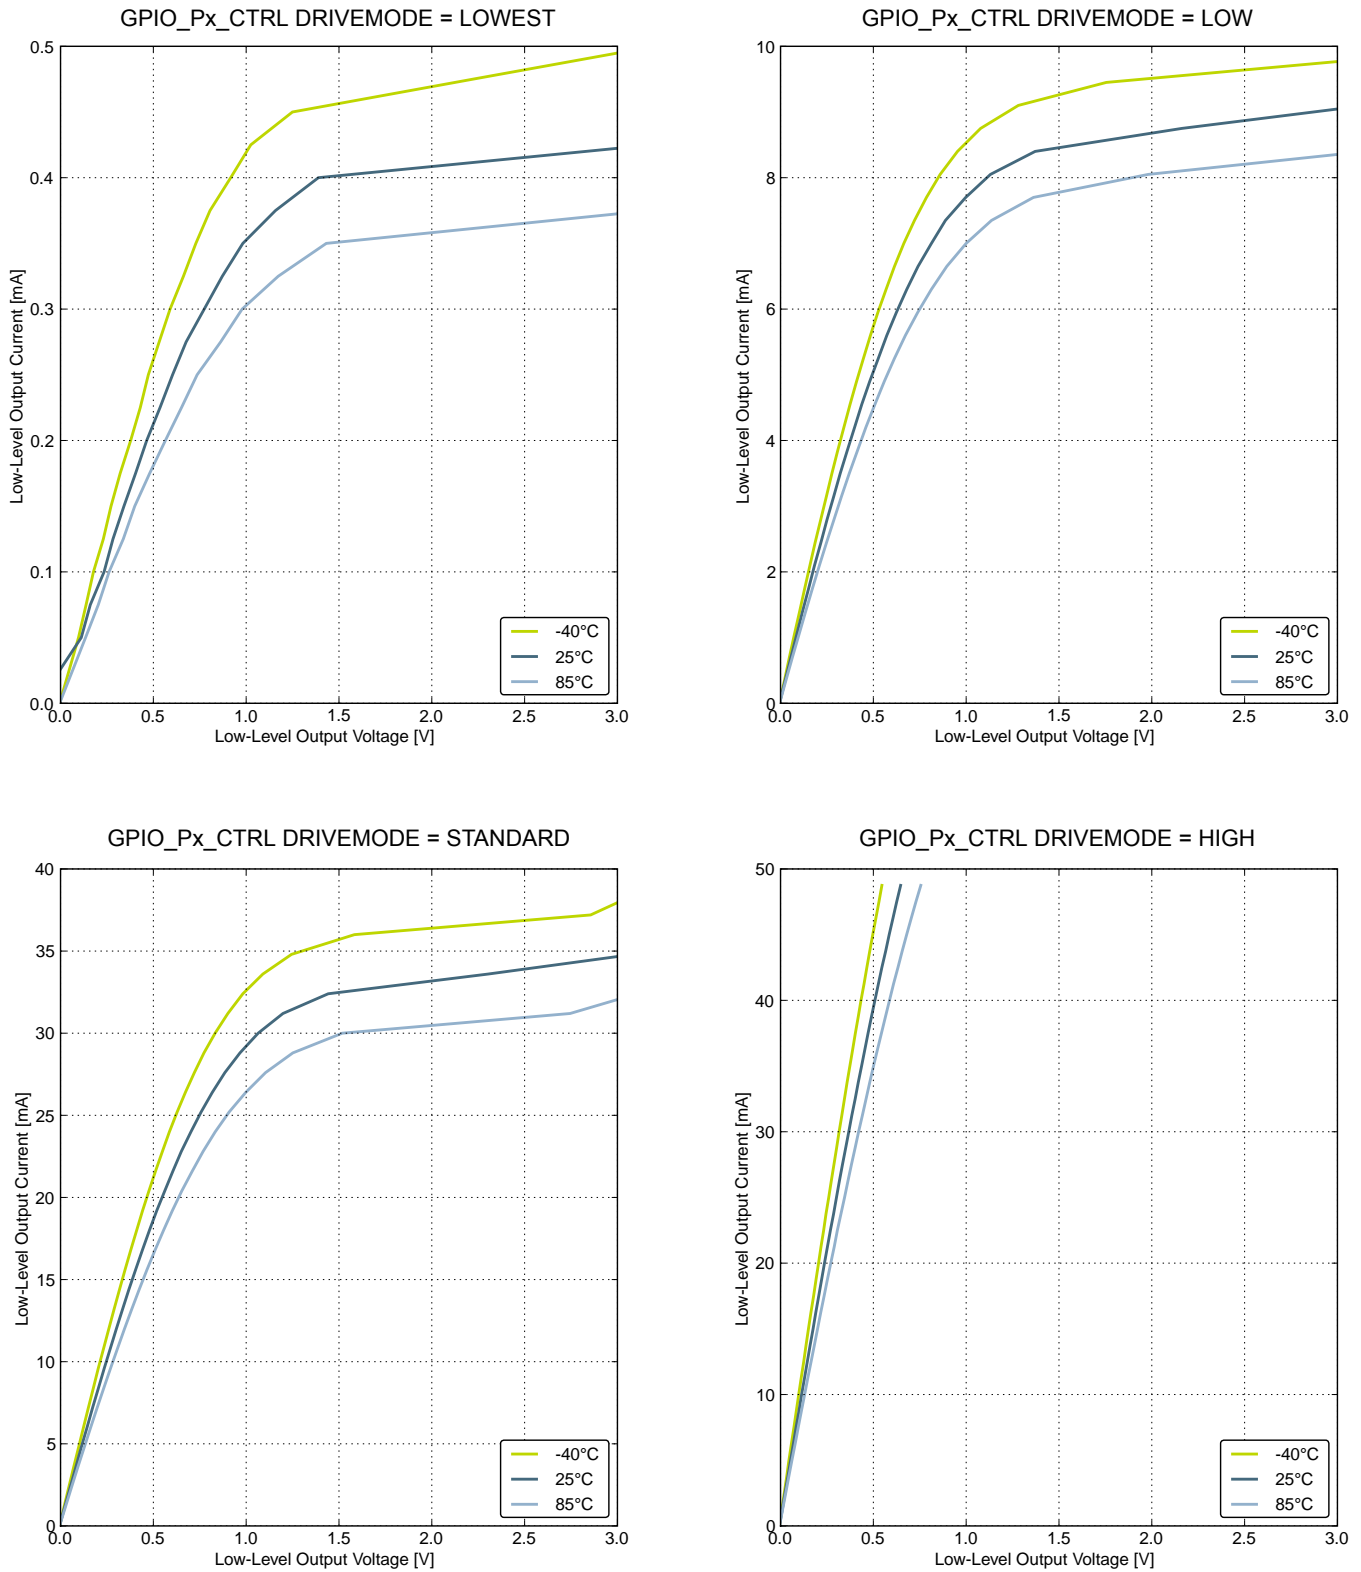 GPIO_Px_CTRL DRIVEMODE = LOWEST
0.5
0.4
0.3
0.2
0.1
0.0
Low-Level Output Current [mA]
-40°C
25°C
85°C
0.0 0.5 1.0 1.5 2.0 2.5 3.0
Low-Level Output Voltage [V]
GPIO_Px_CTRL DRIVEMODE = LOW
10
8
6
4
2
0
Low-Level Output Current [mA]
-40°C
25°C
85°C
0.0 0.5 1.0 1.5 2.0 2.5 3.0
Low-Level Output Voltage [V]
GPIO_Px_CTRL DRIVEMODE = STANDARD
40
35
30
25
20
15
10
5
0
Low-Level Output Current [mA]
-40°C
25°C
85°C
0.0 0.5 1.0 1.5 2.0 2.5 3.0
Low-Level Output Voltage [V]
GPIO_Px_CTRL DRIVEMODE = HIGH
50
40
30
20
10
0
Low-Level Output Current [mA]
-40°C
25°C
85°C
0.0 0.5 1.0 1.5 2.0 2.5 3.0
Low-Level Output Voltage [V]